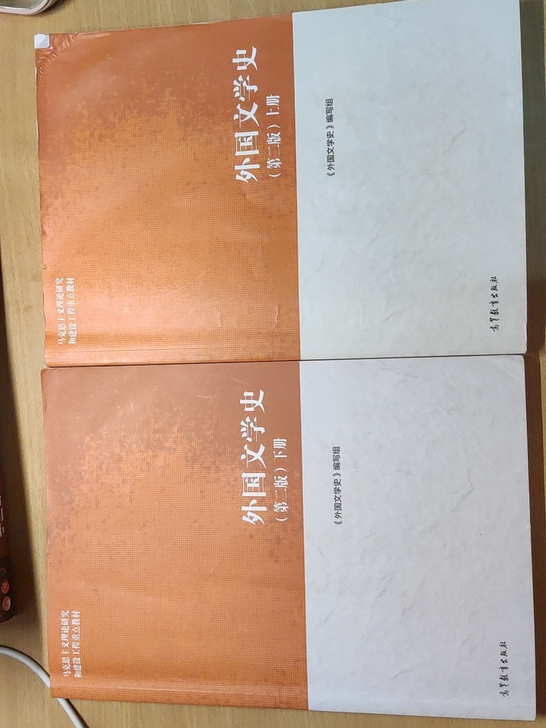 马克思主义理论研究
和建设工程重点教材
外国文学史
(第二版)上册
《外国文学史》编写组
高等教育出版社
马克思主义理论研究
和建设工程重点教材
外国文学史
(第二版)下册
《外国文学史》编写组
高等教育出版社